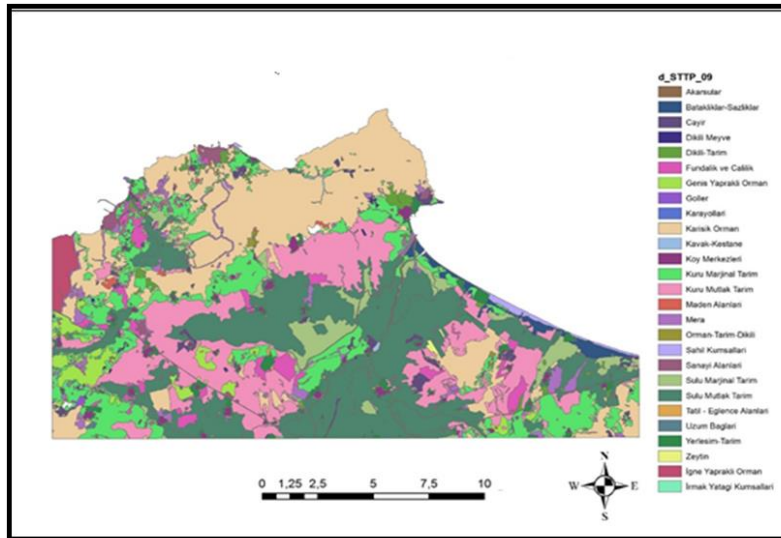 d_STTP_09
Akarsular
Batakliklar-Sazliklar
Cayir
Dikili Meyve
Dikili-Tarim
Fundalik ve Calilik
Genis Yaprakli Orman
Goller
Karayollari
Karisik Orman
Kavak-Kestane
Koy Merkezleri
Kuru Marjinal Tarim
Kuru Mutlak Tarim
Maden Alanlari
Mera
Orman-Tarim-Dikili
Sahil Kumsallari
Sanayi Alanlari
Sulu Marjinal Tarim
Sulu Mutlak Tarim
Tatil - Eglence Alanlari
Uzum Baglari
Yerlesim-Tarim
Zeytin
Igne Yaprakli Orman
İrmak Yatagi Kumsallari
0 1,25 2,5 5 7,5 10
N
W E
S